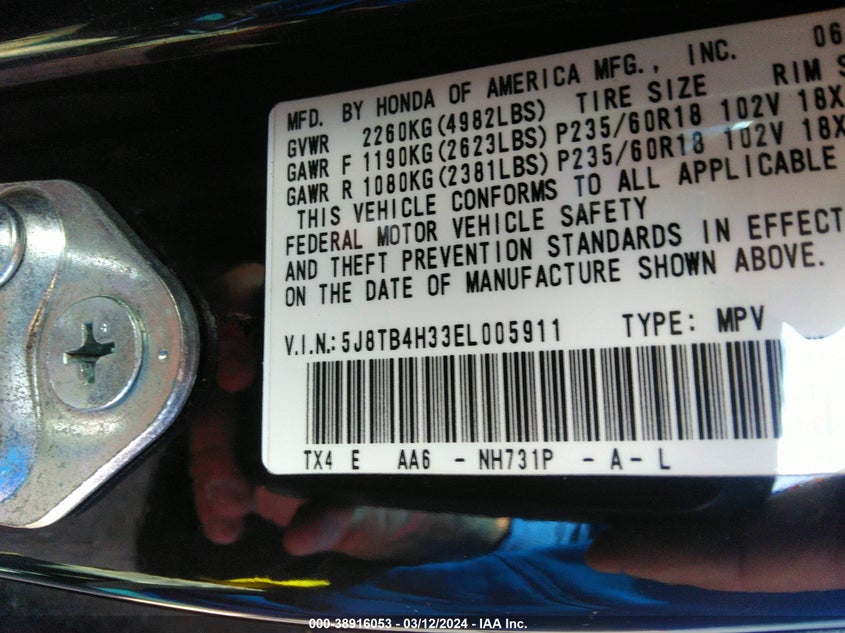 MFD. BY HONDA OF AMERICA MFG., INC. 06
GVWR 2260KG(4982LBS) TIRE SIZE RIM S
GAWR F 1190KG(2623LBS) P235/60R18 102V 18X
GAWR R 1080KG(2381LBS) P235/60R18 102V 18X
THIS VEHICLE CONFORMS TO ALL APPLICABLE
FEDERAL MOTOR VEHICLE SAFETY
AND THEFT PREVENTION STANDARDS IN EFFECT
ON THE DATE OF MANUFACTURE SHOWN ABOVE.
V.I.N.: 5J8TB4H33EL005911 TYPE: MPV
TX4 E AA6 - NH731P - A - L
000-38916053 - 03/12/2024 - IAA Inc.